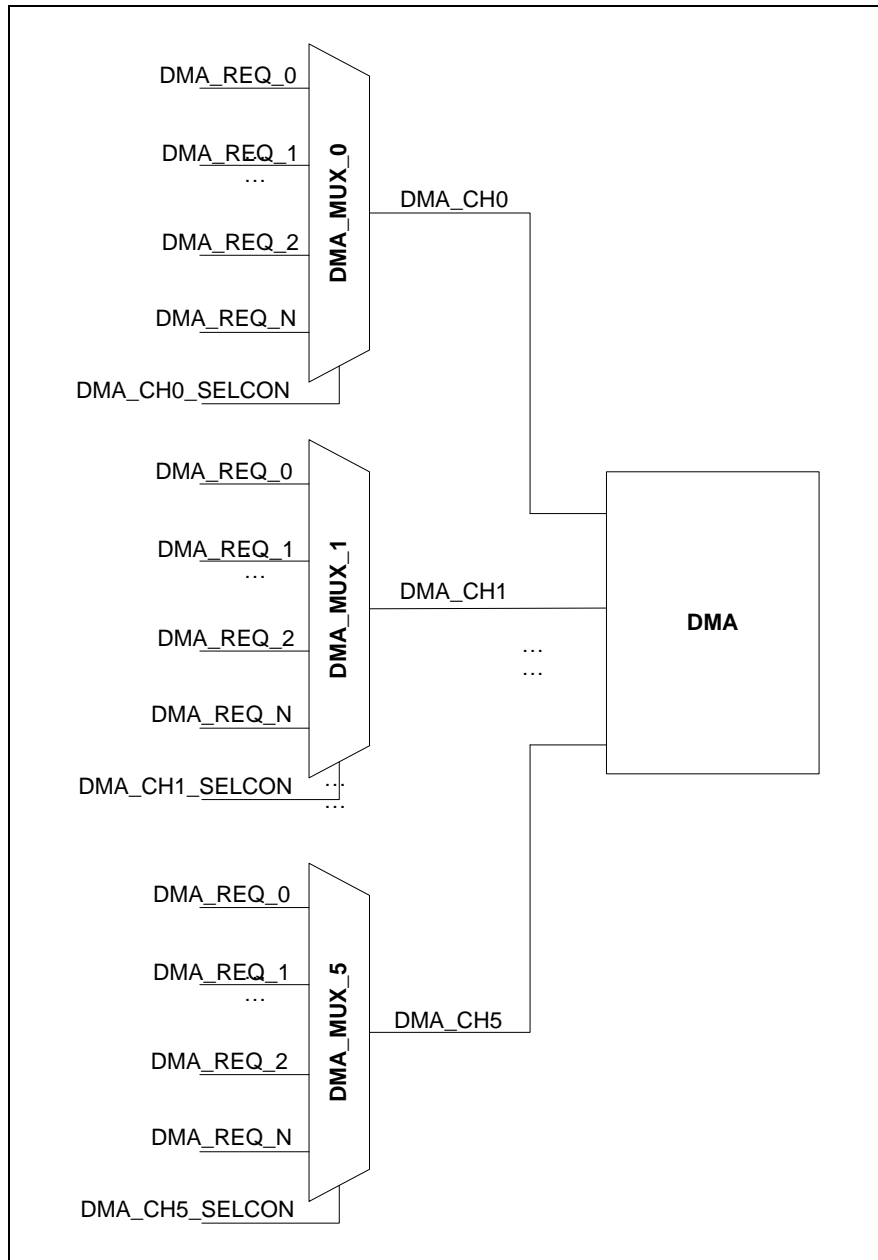 DMA_REQ_0
DMA_REQ_1
...
...
DMA_REQ_2
DMA_REQ_N
DMA_CH0_SELCON
DMA_MUX_0
DMA_CH0
DMA_REQ_0
DMA_REQ_1
...
...
DMA_REQ_2
DMA_REQ_N
DMA_CH1_SELCON
...
...
DMA_MUX_1
DMA_CH1
...
...
DMA
DMA_REQ_0
DMA_REQ_1
...
...
DMA_REQ_2
DMA_REQ_N
DMA_CH5_SELCON
DMA_MUX_5
DMA_CH5